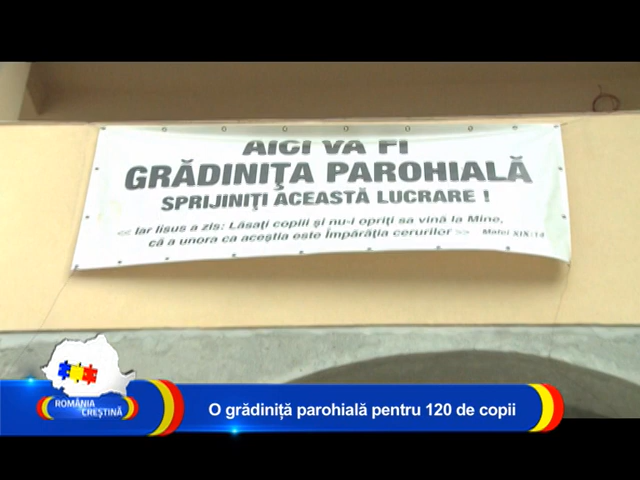 AICI VA FI
GRĂDINIŢA PAROHIALĂ
SPRIJINIŢI ACEASTĂ LUCRARE !
<< Iar Iisus a zis: Lăsaţi copiii şi nu-i opriţi sa vină la Mine,
că a unora ca aceştia este Împărăţia cerurilor >> Matei XIX:14
ROMÂNIA
CREŞTINĂ
O grădiniță parohială pentru 120 de copii